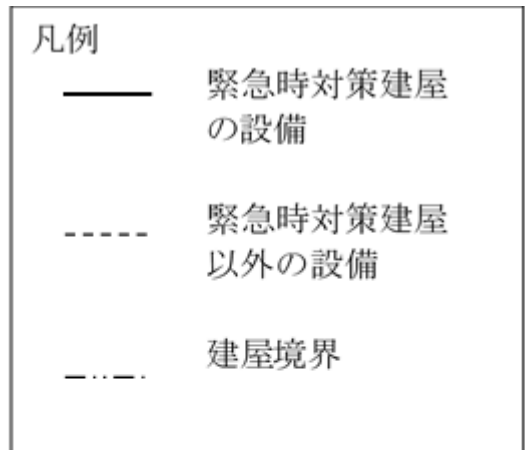 凡例
緊急時対策建屋
の設備
緊急時対策建屋
以外の設備
建屋境界